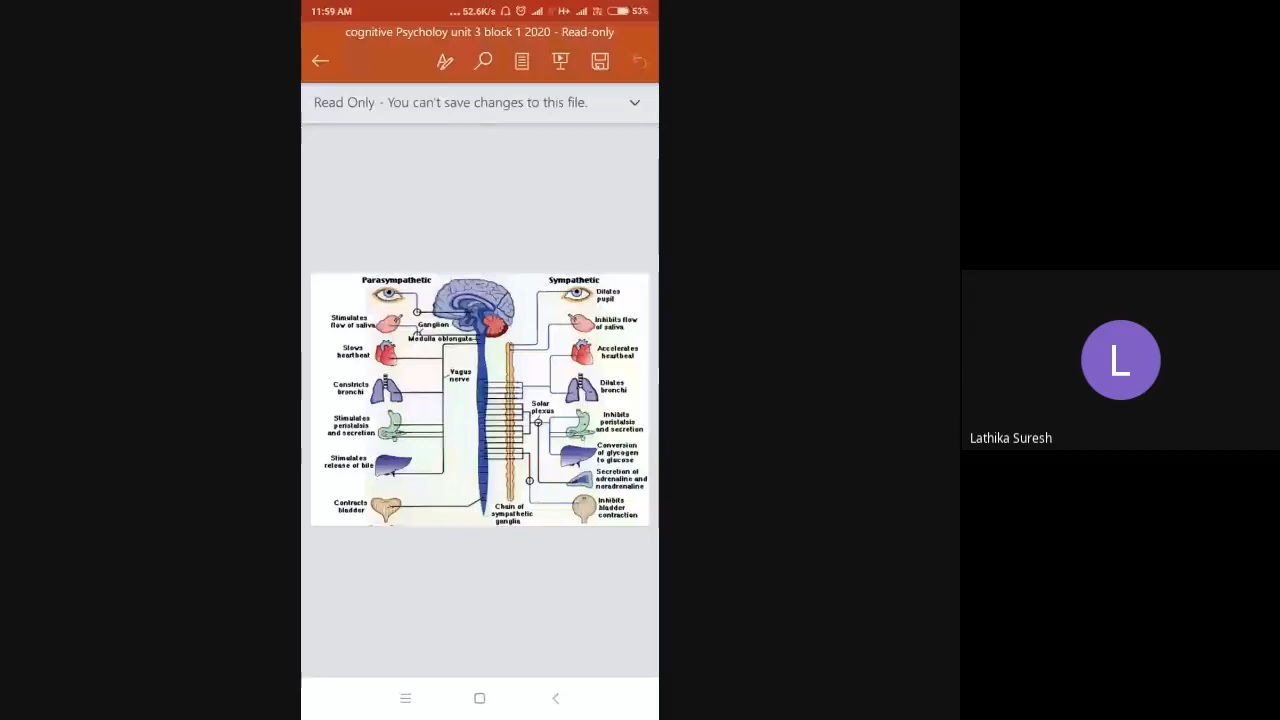 11:59 AM
... 52.6K/s
H+
53%
cognitive Psycholoy unit 3 block 1 2020 - Read-only
Read Only - You can't save changes to this file.
Parasympathetic
Sympathetic
Stimulates
flow of saliva
Slows
heartbeat
Constricts
bronchi
Stimulates
peristalsis
and secretion
Stimulates
release of bile
Contracts
bladder
Ganglion
Medulla oblongata
Vagus
nerve
Solar
plexus
Chain of
sympathetic
ganglia
Dilates
pupil
Inhibits flow
of saliva
Accelerates
heartbeat
Dilates
bronchi
Inhibits
peristalsis
and secretion
Conversion
of glycogen
to glucose
Secretion of
adrenaline and
noradrenaline
Inhibits
bladder
contraction
L
Lathika Suresh